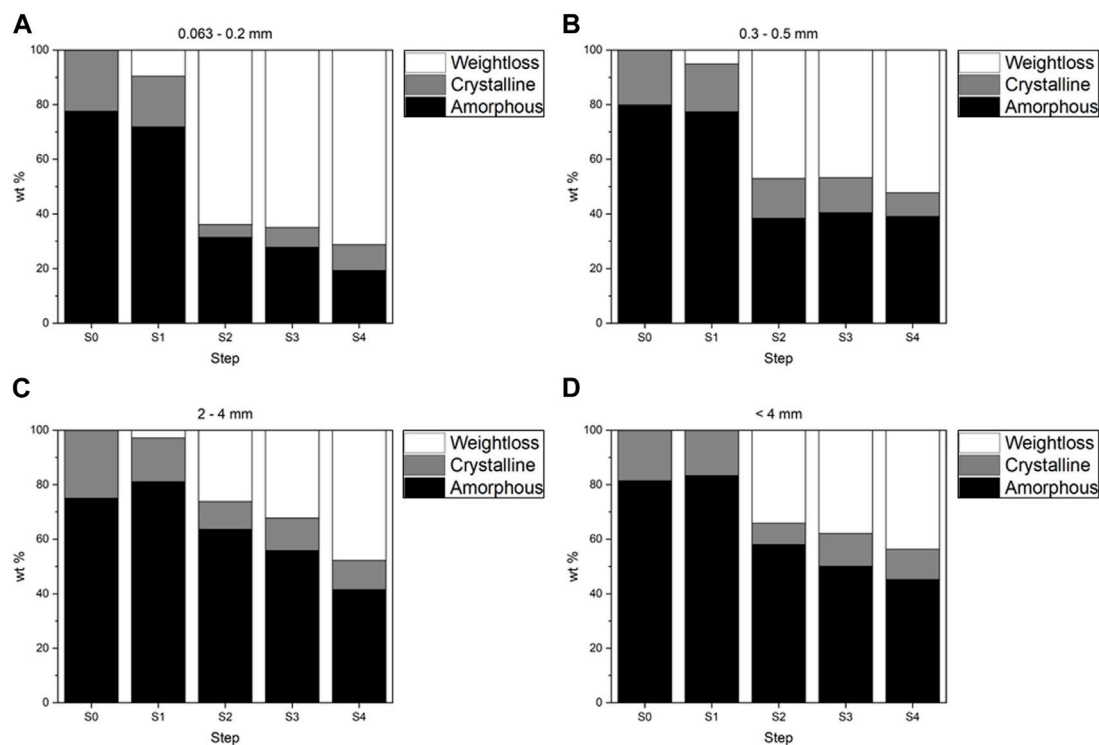 A
0.063 - 0.2 mm
100
80
60
40
20
0
wt %
S0 S1 S2 S3 S4
Step
Weightloss
Crystalline
Amorphous
B
0.3 - 0.5 mm
100
80
60
40
20
0
wt %
S0 S1 S2 S3 S4
Step
Weightloss
Crystalline
Amorphous
C
2 - 4 mm
100
80
60
40
20
0
wt %
S0 S1 S2 S3 S4
Step
Weightloss
Crystalline
Amorphous
D
< 4 mm
100
80
60
40
20
0
wt %
S0 S1 S2 S3 S4
Step
Weightloss
Crystalline
Amorphous